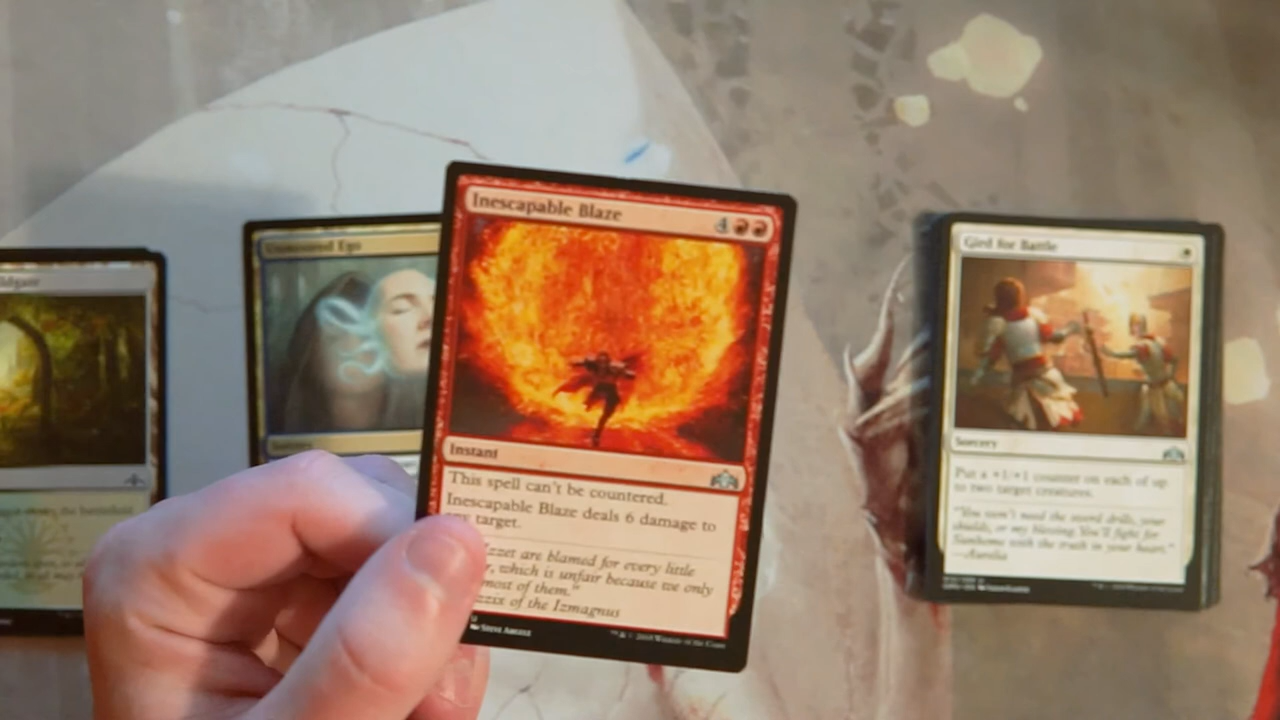 Inescapable Blaze
4
Instant
This spell can't be countered.
Inescapable Blaze deals 6 damage to
target.
are blamed for every little
which is unfair because we only
most of them."
of the Izmagnus
Steve Argyle
Ego
Gird for Battle
Sorcery
Put a +1/+1 counter on each of up
to two target creatures.
"You won't need the sword drills, your
shields, or my blessing. You'll fight for
Sunhome with the truth in your heart."
—Aurelia